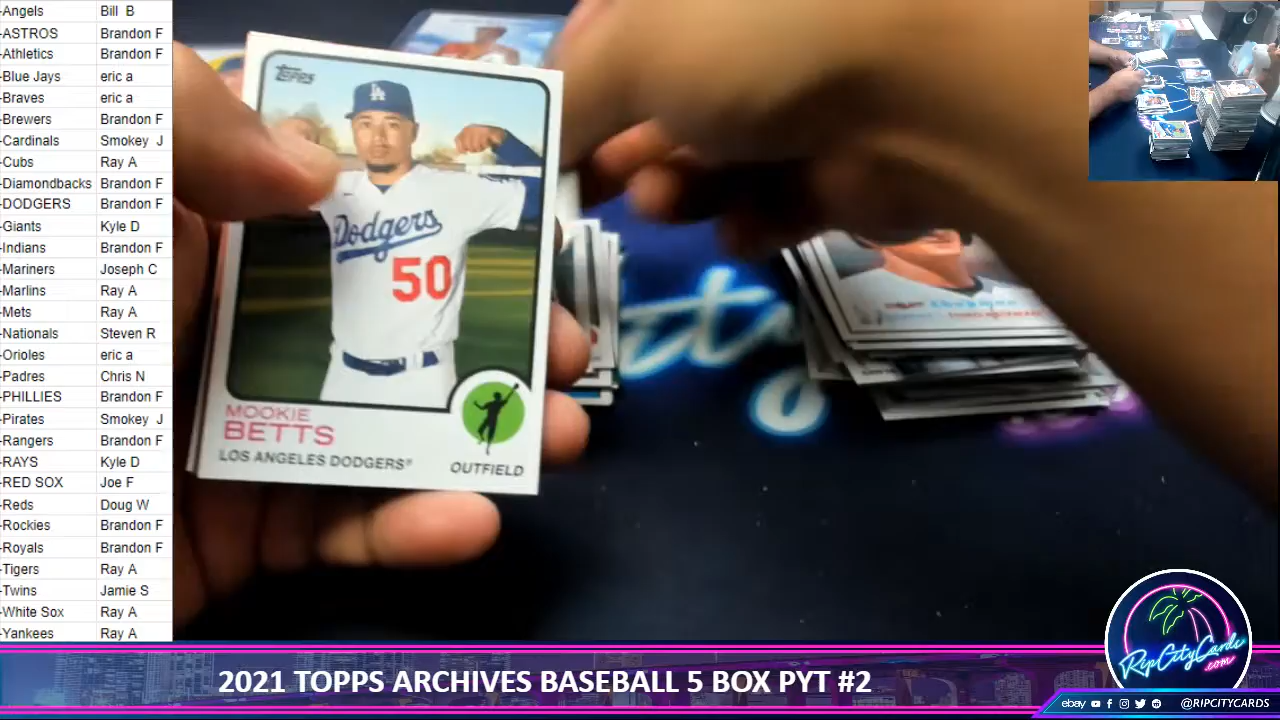 -Angels Bill B
-ASTROS Brandon F
-Athletics Brandon F
-Blue Jays eric a
-Braves eric a
-Brewers Brandon F
-Cardinals Smokey J
-Cubs Ray A
-Diamondbacks Brandon F
-DODGERS Brandon F
-Giants Kyle D
-Indians Brandon F
-Mariners Joseph C
-Marlins Ray A
-Mets Ray A
-Nationals Steven R
-Orioles eric a
-Padres Chris N
-PHILLIES Brandon F
-Pirates Smokey J
-Rangers Brandon F
-RAYS Kyle D
-RED SOX Joe F
-Reds Doug W
-Rockies Brandon F
-Royals Brandon F
-Tigers Ray A
-Twins Jamie S
-White Sox Ray A
-Yankees Ray A
Topps
LA
Dodgers
50
MOOKIE
BETTS
LOS ANGELES DODGERS®
OUTFIELD
2021 TOPPS ARCHIVES BASEBALL 5 BOX PYT #2
RipCityCards
.com
ebay @RIPCITYCARDS